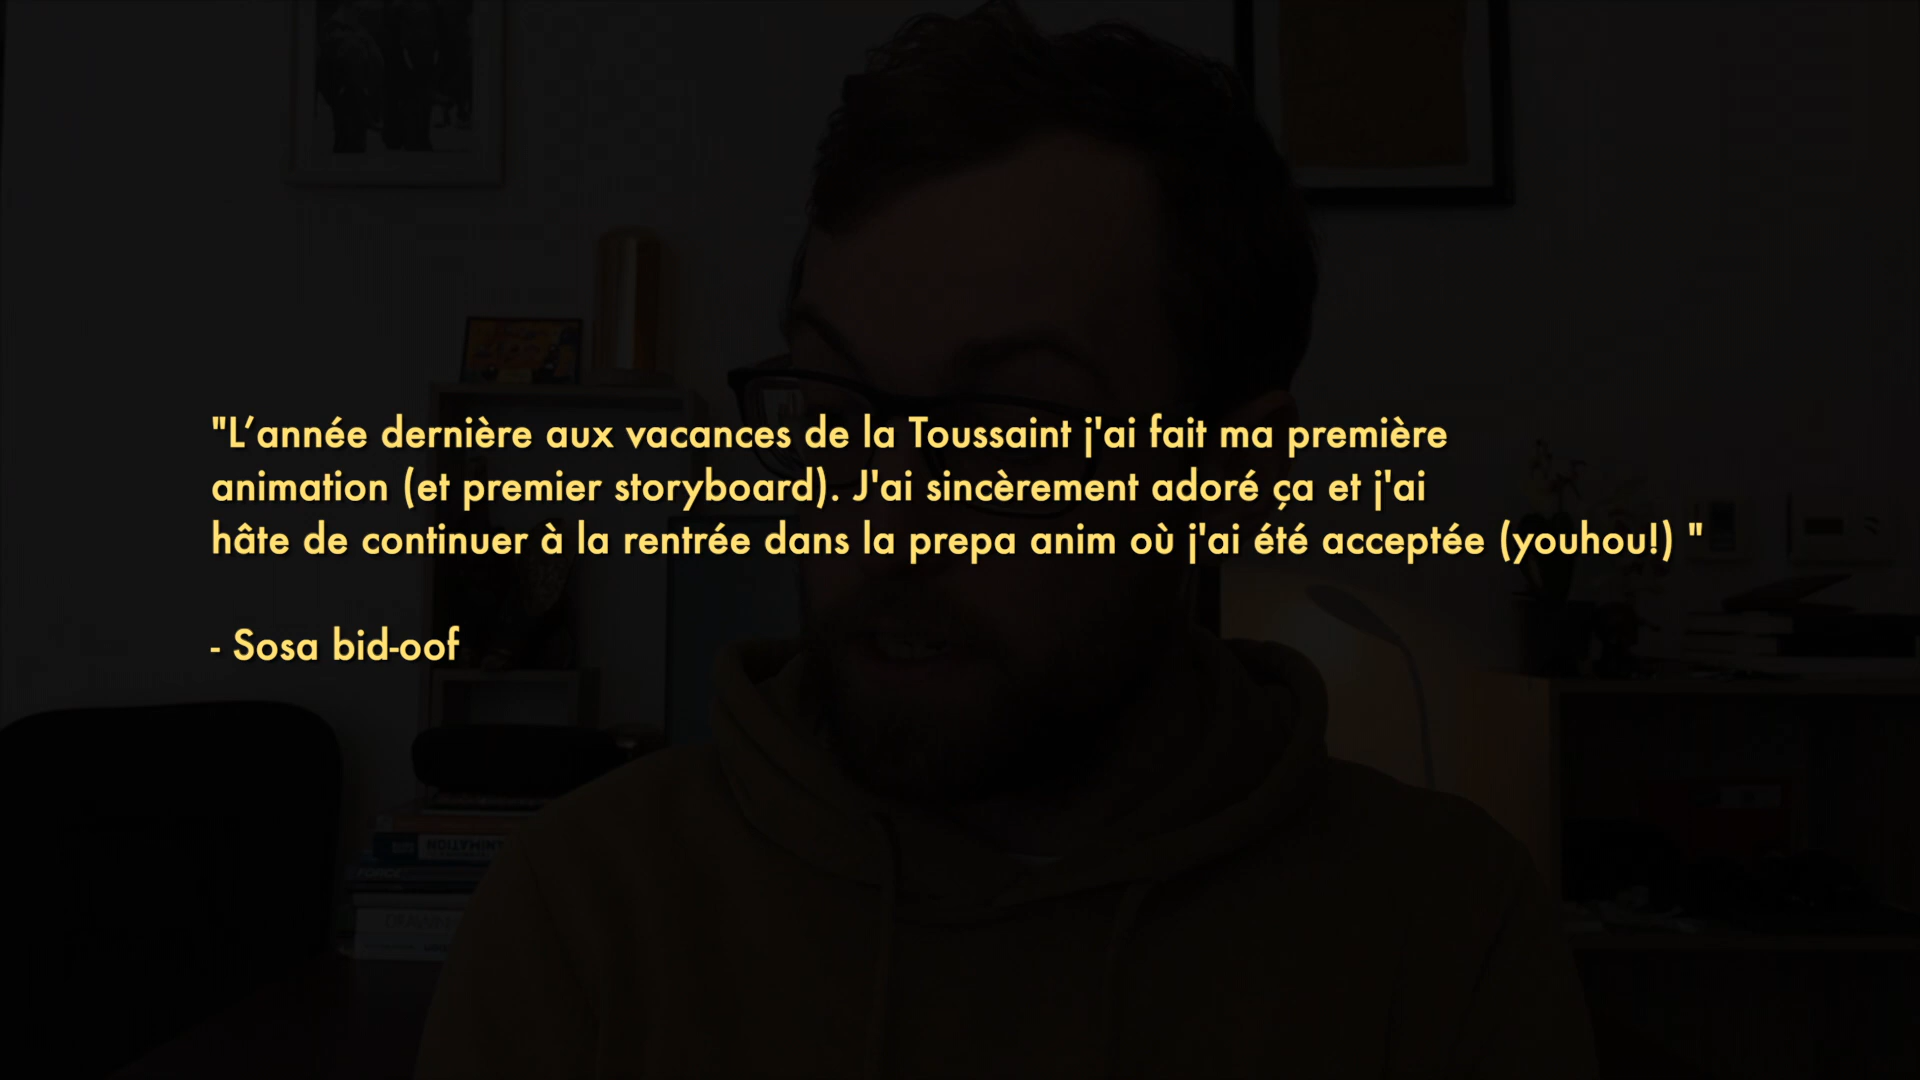 "L’année dernière aux vacances de la Toussaint j'ai fait ma première
animation (et premier storyboard). J'ai sincèrement adoré ça et j'ai
hâte de continuer à la rentrée dans la prepa anim où j'ai été acceptée (youhou!) "
- Sosa bid-oof
ANIMATION
FORCE